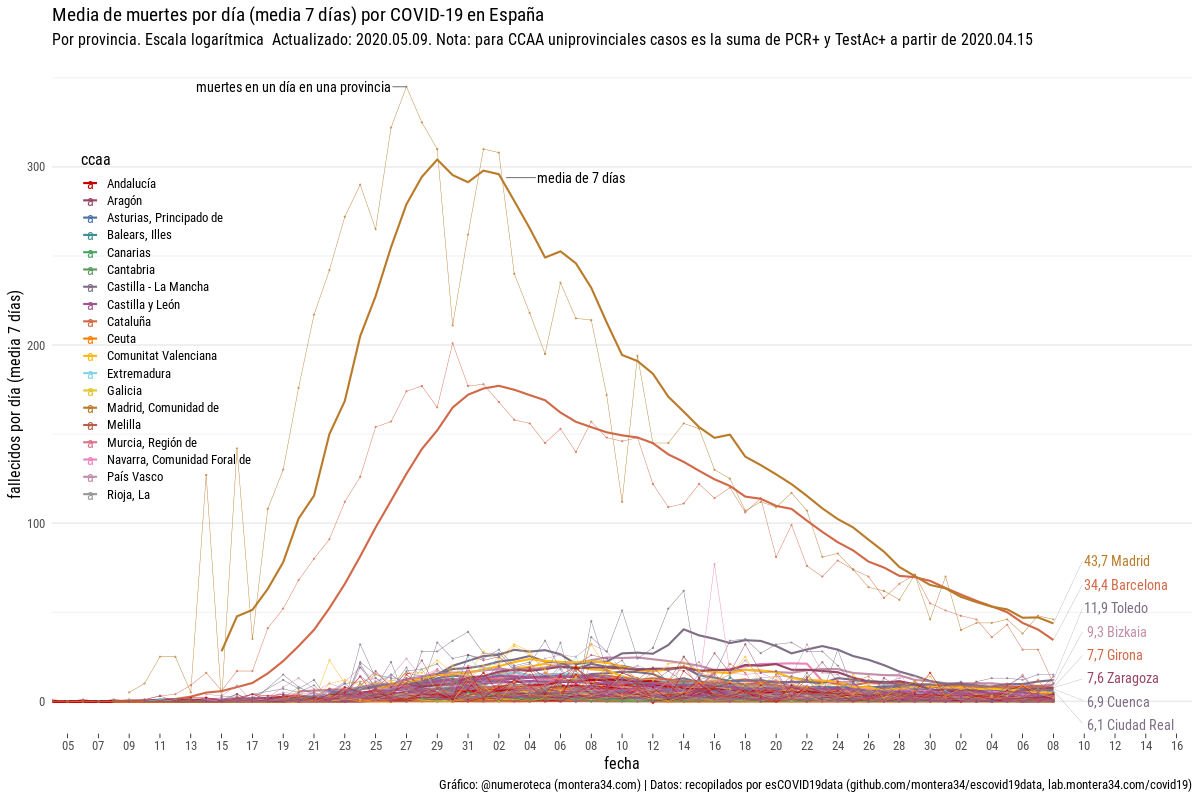 Media de muertes por día (media 7 días) por COVID-19 en España
Por provincia. Escala logarítmica  Actualizado: 2020.05.09. Nota: para CCAA uniprovinciales casos es la suma de PCR+ y TestAc+ a partir de 2020.04.15
muertes en un día en una provincia
media de 7 días
ccaa
Andalucía
Aragón
Asturias, Principado de
Balears, Illes
Canarias
Cantabria
Castilla - La Mancha
Castilla y León
Cataluña
Ceuta
Comunitat Valenciana
Extremadura
Galicia
Madrid, Comunidad de
Melilla
Murcia, Región de
Navarra, Comunidad Foral de
País Vasco
Rioja, La
fallecidos por día (media 7 días)
300
200
100
0
43,7 Madrid
34,4 Barcelona
11,9 Toledo
9,3 Bizkaia
7,7 Girona
7,6 Zaragoza
6,9 Cuenca
6,1 Ciudad Real
05 07 09 11 13 15 17 19 21 23 25 27 29 31 02 04 06 08 10 12 14 16 18 20 22 24 26 28 30 02 04 06 08 10 12 14 16
fecha
Gráfico: @numeroteca (montera34.com) | Datos: recopilados por esCOVID19data (github.com/montera34/escovid19data, lab.montera34.com/covid19)